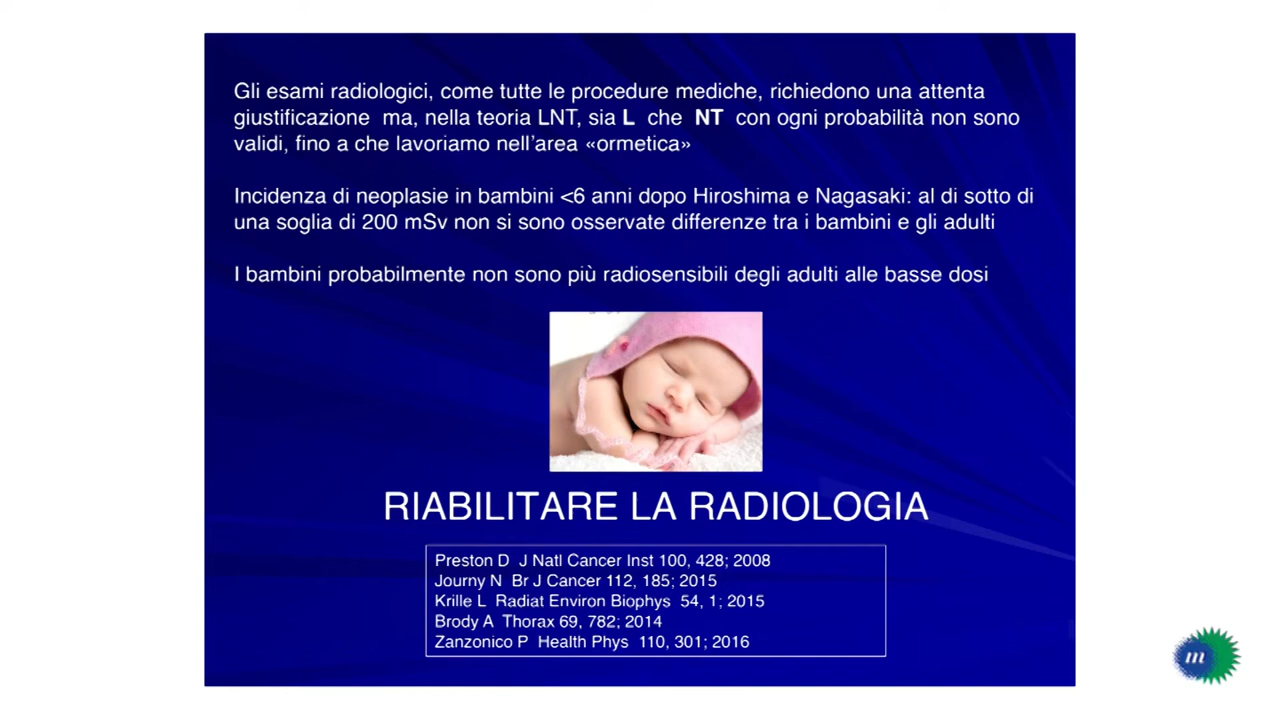 Gli esami radiologici, come tutte le procedure mediche, richiedono una attenta
giustificazione ma, nella teoria LNT, sia L che NT con ogni probabilità non sono
validi, fino a che lavoriamo nell'area «ormetica»
Incidenza di neoplasie in bambini <6 anni dopo Hiroshima e Nagasaki: al di sotto di
una soglia di 200 mSv non si sono osservate differenze tra i bambini e gli adulti
I bambini probabilmente non sono più radiosensibili degli adulti alle basse dosi
RIABILITARE LA RADIOLOGIA
Preston D J Natl Cancer Inst 100, 428; 2008
Journy N Br J Cancer 112, 185; 2015
Krille L Radiat Environ Biophys 54, 1; 2015
Brody A Thorax 69, 782; 2014
Zanzonico P Health Phys 110, 301; 2016
m